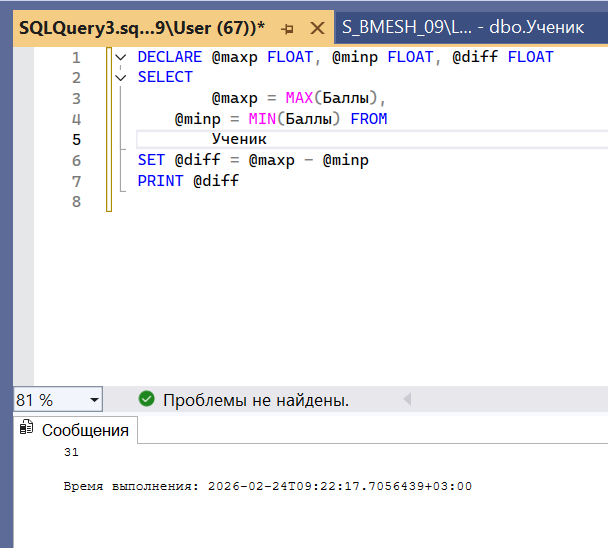 SQLQuery3.sq...9\User (67))* S_BMESH_09\L... - dbo.Ученик
1 DECLARE @maxp FLOAT, @minp FLOAT, @diff FLOAT
2 SELECT
3 @maxp = MAX(Баллы),
4 @minp = MIN(Баллы) FROM
5 Ученик
6 SET @diff = @maxp - @minp
7 PRINT @diff
8
81 % Проблемы не найдены.
Сообщения
31
Время выполнения: 2026-02-24T09:22:17.7056439+03:00